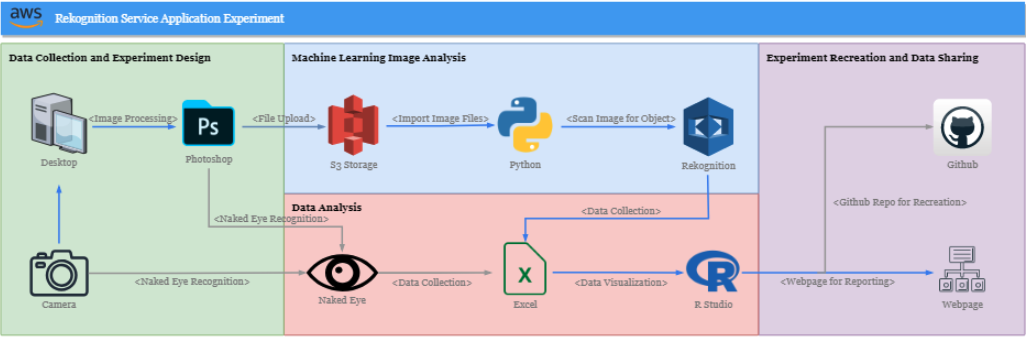 aws
Rekognition Service Application Experiment
Data Collection and Experiment Design
Machine Learning Image Analysis
Experiment Recreation and Data Sharing
<Image Processing>
Ps
<File Upload>
<Import Image Files>
<Scan Image for Object>
Desktop
Photoshop
S3 Storage
Python
Rekognition
Github
Data Analysis
<Naked Eye Recognition>
<Data Collection>
<Github Repo for Recreation>
<Naked Eye Recognition>
<Data Collection>
X
<Data Visualization>
R
<Webpage for Reporting>
Camera
Naked Eye
Excel
R Studio
Webpage